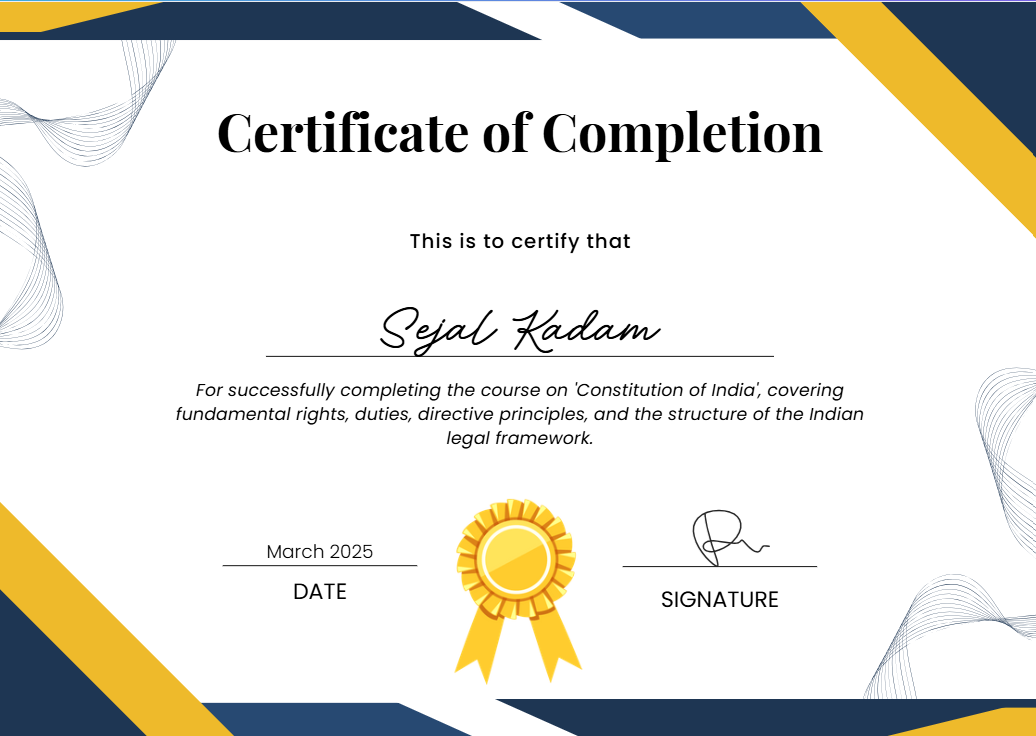 Certificate of Completion
This is to certify that
Sejal Kadam
For successfully completing the course on 'Constitution of India', covering
fundamental rights, duties, directive principles, and the structure of the Indian
legal framework.
March 2025
DATE
SIGNATURE